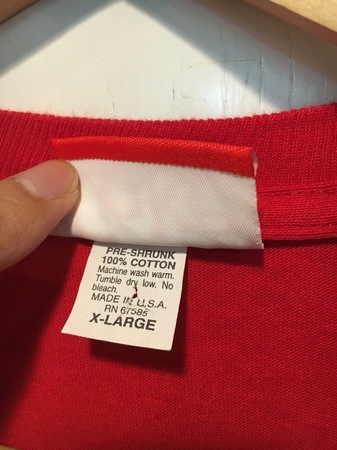 PRE-SHRUNK
100% COTTON
Machine wash warm.
Tumble dry low. No
bleach.
MADE IN U.S.A.
RN 67585
X-LARGE